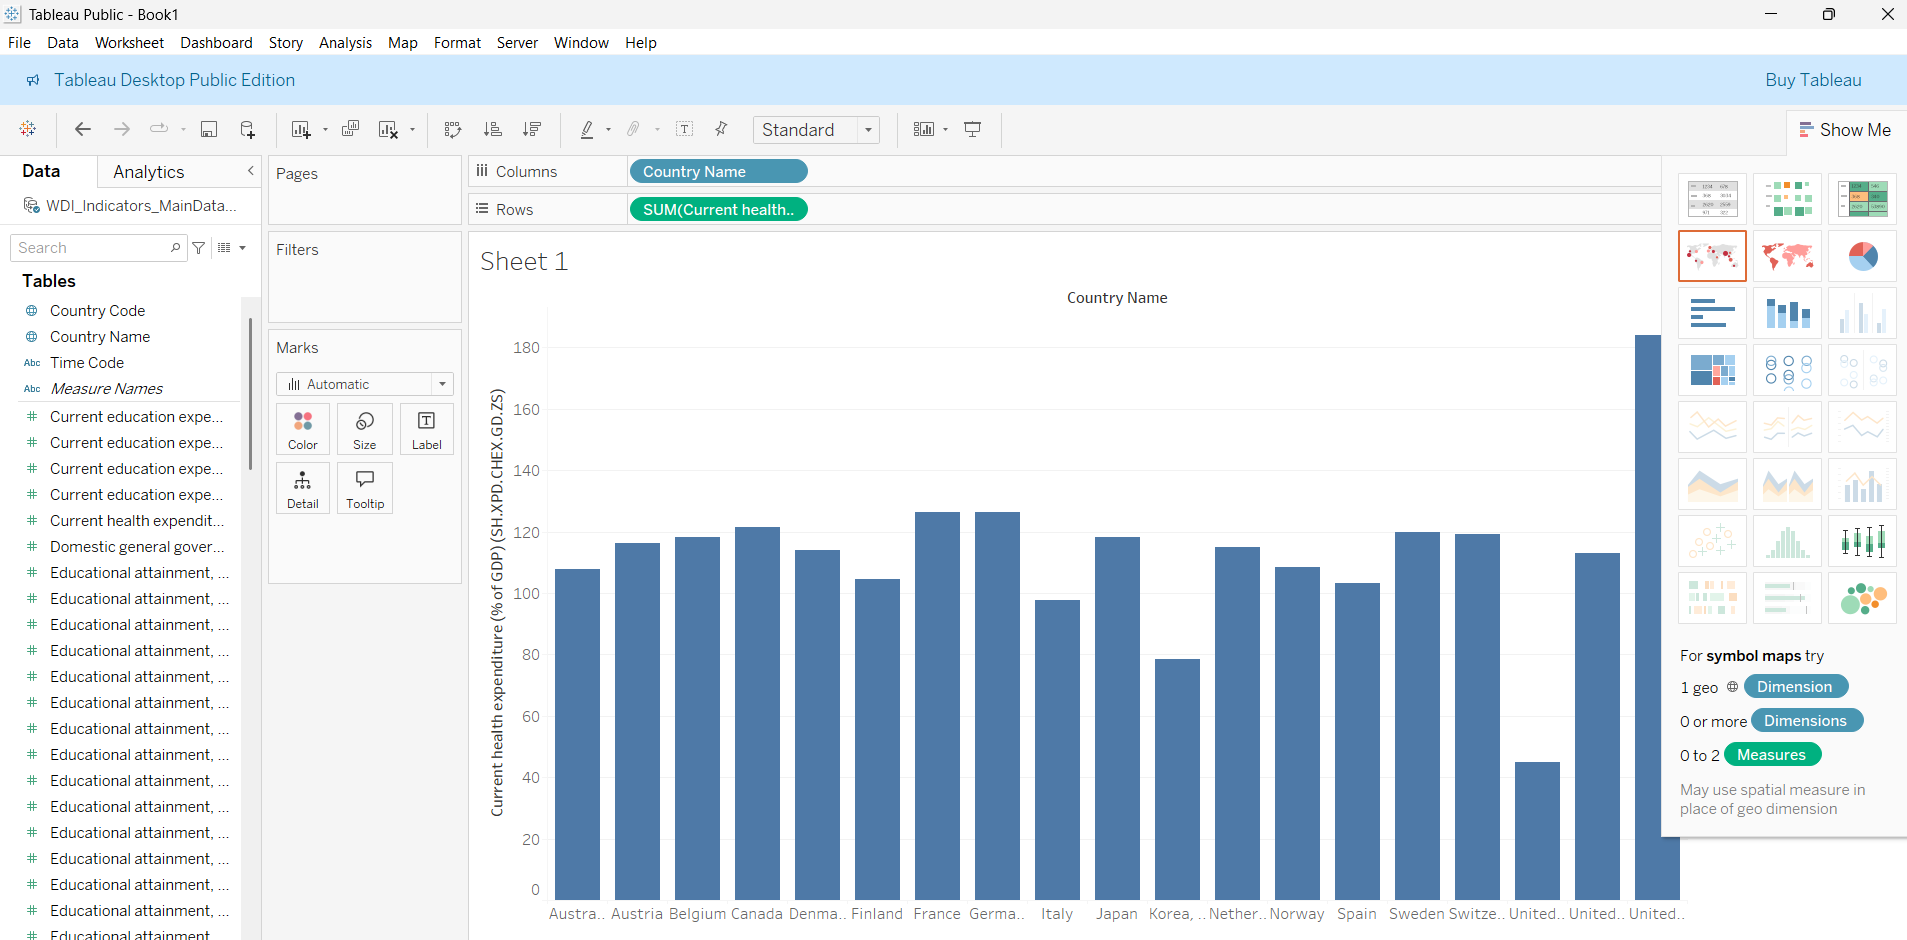 Tableau Public - Book1
File Data Worksheet Dashboard Story Analysis Map Format Server Window Help
Tableau Desktop Public Edition
Buy Tableau
Standard
Show Me
Data
Analytics
WDI_Indicators_MainData...
Search
Tables
Country Code
Country Name
Abc Time Code
Abc Measure Names
Current education expe...
Current education expe...
Current education expe...
Current education expe...
Current health expendit...
Domestic general gover...
Educational attainment, ...
Educational attainment, ...
Educational attainment, ...
Educational attainment, ...
Educational attainment, ...
Educational attainment, ...
Educational attainment, ...
Educational attainment, ...
Educational attainment, ...
Educational attainment, ...
Educational attainment, ...
Educational attainment, ...
Educational attainment, ...
Educational attainment, ...
Educational attainment
Pages
Filters
Marks
Automatic
Color
Size
Label
Detail
Tooltip
Columns
Country Name
Rows
SUM(Current health..
Sheet 1
Country Name
Current health expenditure (% of GDP) (SH.XPD.CHEX.GD.ZS)
180
160
140
120
100
80
60
40
20
0
Austra.. Austria Belgium Canada Denma.. Finland France Germa.. Italy Japan Korea, .. Nether.. Norway Spain Sweden Switze.. United.. United.. United..
For symbol maps try
1 geo Dimension
0 or more Dimensions
0 to 2 Measures
May use spatial measure in
place of geo dimension